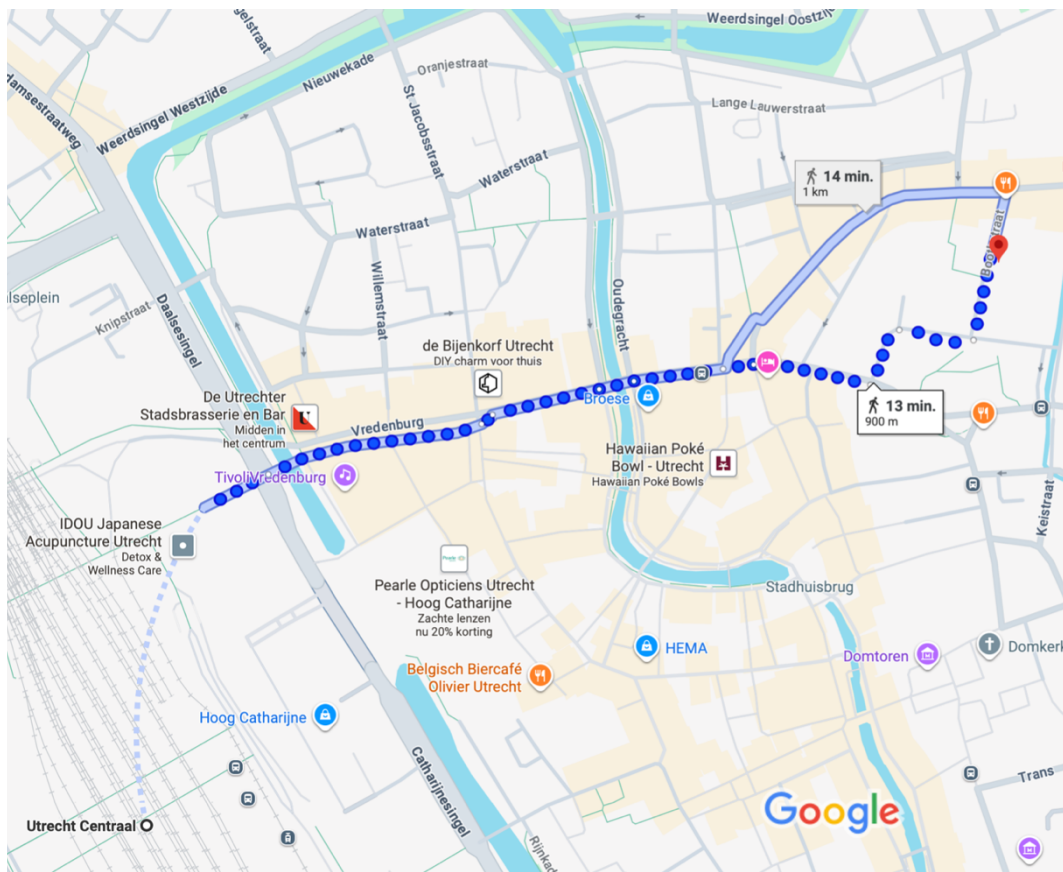 Weerdsingel Oostzijde
Nieuwekade
Oranjestraat
St Jacobsstraat
Weerdsingel Westzijde
Lange Lauwerstraat
Waterstraat
14 min.
1 km
Waterstraat
Willemstraat
Oudegracht
Knipstraat
Daalsesingel
de Bijenkorf Utrecht
DIY charm voor thuis
De Utrechter
Stadsbrasserie en Bar
Midden in
het centrum
Vredenburg
Broese
13 min.
900 m
TivoliVredenburg
Hawaiian Poké
Bowl - Utrecht
Hawaiian Poké Bowls
Keistraat
IDOU Japanese
Acupuncture Utrecht
Detox &
Wellness Care
Pearle Opticiens Utrecht
- Hoog Catharijne
Zachte lenzen
nu 20% korting
Stadhuisbrug
HEMA
Domtoren
Domkerk
Belgisch Biercafé
Olivier Utrecht
Hoog Catharijne
Catharijnesingel
Trans
Google
Utrecht Centraal